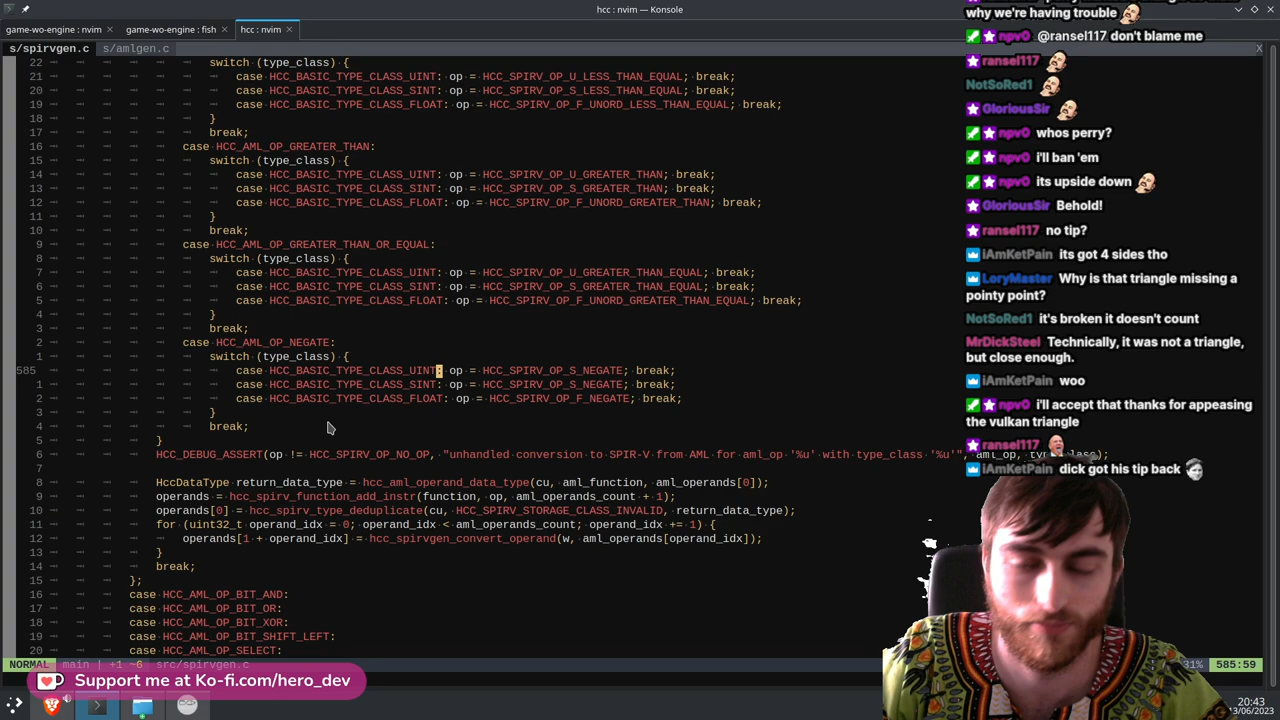 hcc : nvim — Konsole
game-wo-engine : nvim
game-wo-engine : fish
hcc : nvim
s/spirvgen.c s/amlgen.c X
22 switch (type_class) {
21 case HCC_BASIC_TYPE_CLASS_UINT: op = HCC_SPIRV_OP_U_LESS_THAN_EQUAL; break;
20 case HCC_BASIC_TYPE_CLASS_SINT: op = HCC_SPIRV_OP_S_LESS_THAN_EQUAL; break;
19 case HCC_BASIC_TYPE_CLASS_FLOAT: op = HCC_SPIRV_OP_F_UNORD_LESS_THAN_EQUAL; break;
18 }
17 break;
16 case HCC_AML_OP_GREATER_THAN:
15 switch (type_class) {
14 case HCC_BASIC_TYPE_CLASS_UINT: op = HCC_SPIRV_OP_U_GREATER_THAN; break;
13 case HCC_BASIC_TYPE_CLASS_SINT: op = HCC_SPIRV_OP_S_GREATER_THAN; break;
12 case HCC_BASIC_TYPE_CLASS_FLOAT: op = HCC_SPIRV_OP_F_UNORD_GREATER_THAN; break;
11 }
10 break;
9 case HCC_AML_OP_GREATER_THAN_OR_EQUAL:
8 switch (type_class) {
7 case HCC_BASIC_TYPE_CLASS_UINT: op = HCC_SPIRV_OP_U_GREATER_THAN_EQUAL; break;
6 case HCC_BASIC_TYPE_CLASS_SINT: op = HCC_SPIRV_OP_S_GREATER_THAN_EQUAL; break;
5 case HCC_BASIC_TYPE_CLASS_FLOAT: op = HCC_SPIRV_OP_F_UNORD_GREATER_THAN_EQUAL; break;
4 }
3 break;
2 case HCC_AML_OP_NEGATE:
1 switch (type_class) {
585 case HCC_BASIC_TYPE_CLASS_UINT: op = HCC_SPIRV_OP_S_NEGATE; break;
1 case HCC_BASIC_TYPE_CLASS_SINT: op = HCC_SPIRV_OP_S_NEGATE; break;
2 case HCC_BASIC_TYPE_CLASS_FLOAT: op = HCC_SPIRV_OP_F_NEGATE; break;
3 }
4 break;
5 }
6 HCC_DEBUG_ASSERT(op != HCC_SPIRV_OP_NO_OP, "unhandled conversion to SPIR-V from AML for aml_op '%u' with type_class '%u'", aml_op, type_class);
7
8 HccDataType return_data_type = hcc_aml_operand_data_type(cu, aml_function, aml_operands[0]);
9 operands = hcc_spirv_function_add_instr(function, op, aml_operands_count + 1);
10 operands[0] = hcc_spirv_type_deduplicate(cu, HCC_SPIRV_STORAGE_CLASS_INVALID, return_data_type);
11 for (uint32_t operand_idx = 0; operand_idx < aml_operands_count; operand_idx += 1) {
12 operands[1 + operand_idx] = hcc_spirvgen_convert_operand(w, aml_operands[operand_idx]);
13 }
14 break;
15 };
16 case HCC_AML_OP_BIT_AND:
17 case HCC_AML_OP_BIT_OR:
18 case HCC_AML_OP_BIT_XOR:
19 case HCC_AML_OP_BIT_SHIFT_LEFT:
20 case HCC_AML_OP_SELECT:
NORMAL main | +1 ~6 src/spirvgen.c 31% 585:59
Support me at Ko-fi.com/hero_dev
20:43
13/06/2023
why we're having trouble
npv0 @ransel117 don't blame me
ransel117
NotSoRed1
GloriousSir
npv0 whos perry?
npv0 i'll ban 'em
npv0 its upside down
GloriousSir Behold!
ransel117 no tip?
iAmKetPain its got 4 sides tho
LoryMaster Why is that triangle missing a
pointy point?
NotSoRed1 it's broken it doesn't count
MrDickSteel Technically, it was not a triangle,
but close enough.
iAmKetPain woo
npv0 i'll accept that thanks for appeasing
the vulkan triangle
ransel117
iAmKetPain dick got his tip back